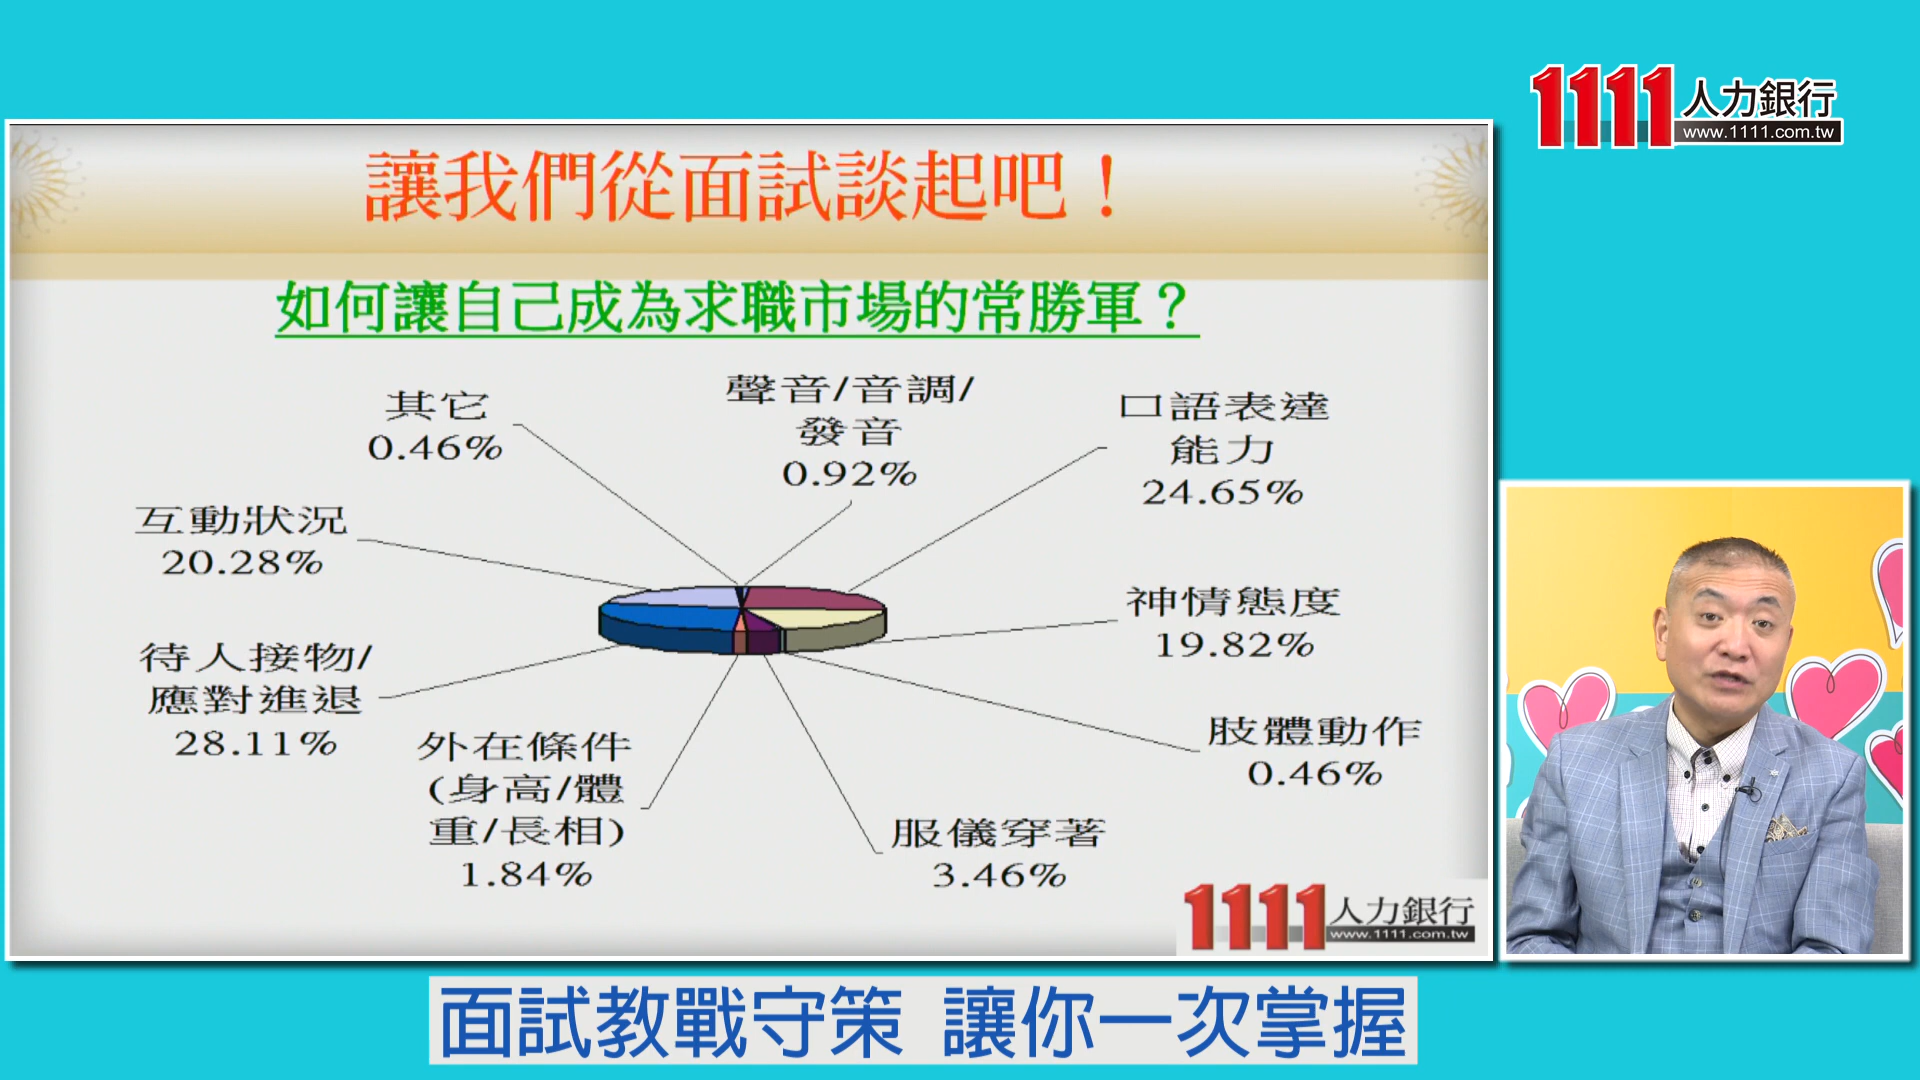 1111人力銀行
www.1111.com.tw
讓我們從面試談起吧！
如何讓自己成為求職市場的常勝軍？
其它
0.46%
聲音/音調/
發音
0.92%
口語表達
能力
24.65%
互動狀況
20.28%
神情態度
19.82%
待人接物/
應對進退
28.11%
肢體動作
0.46%
外在條件
(身高/體
重/長相)
1.84%
服儀穿著
3.46%
1111人力銀行
www.1111.com.tw
面試教戰守策 讓你一次掌握